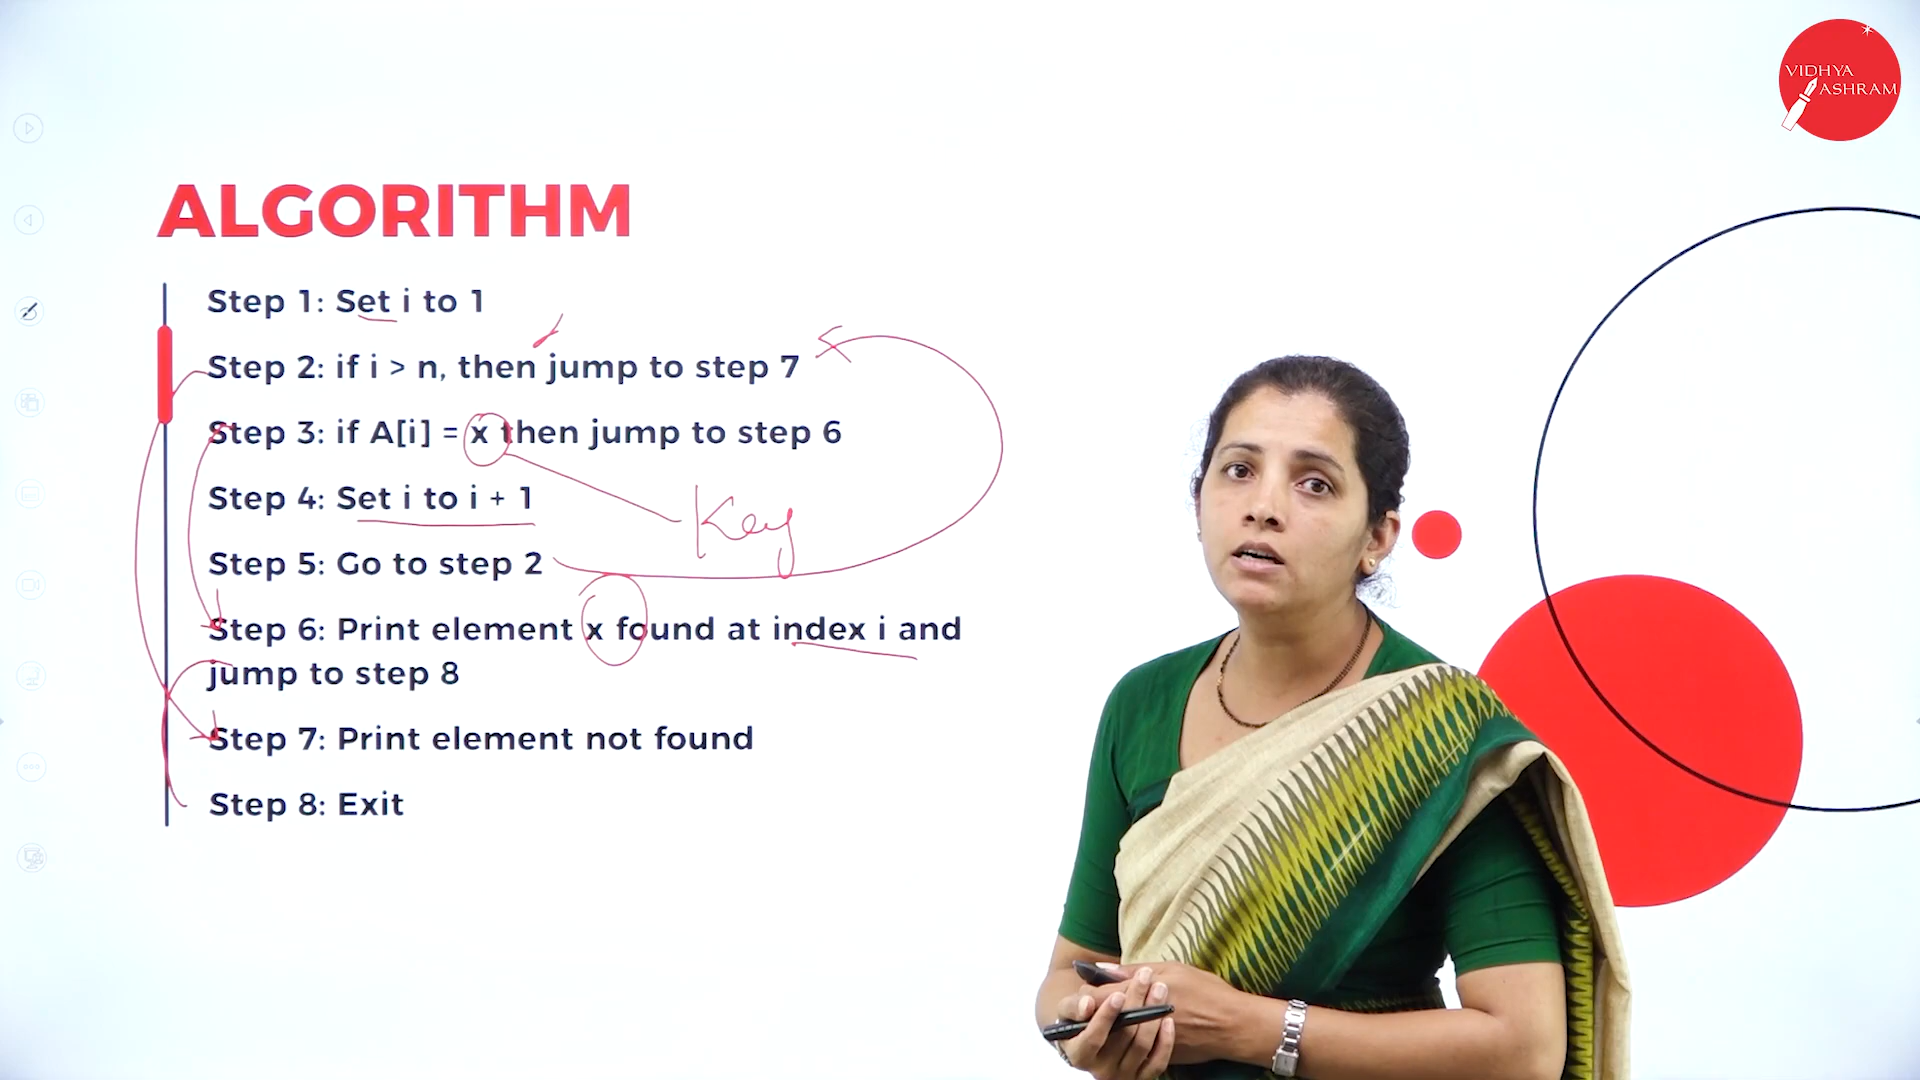 VIDHYA
ASHRAM
ALGORITHM
Step 1: Set i to 1
Step 2: if i > n, then jump to step 7
Step 3: if A[i] = x then jump to step 6
Step 4: Set i to i + 1
Key
Step 5: Go to step 2
Step 6: Print element x found at index i and
jump to step 8
Step 7: Print element not found
Step 8: Exit